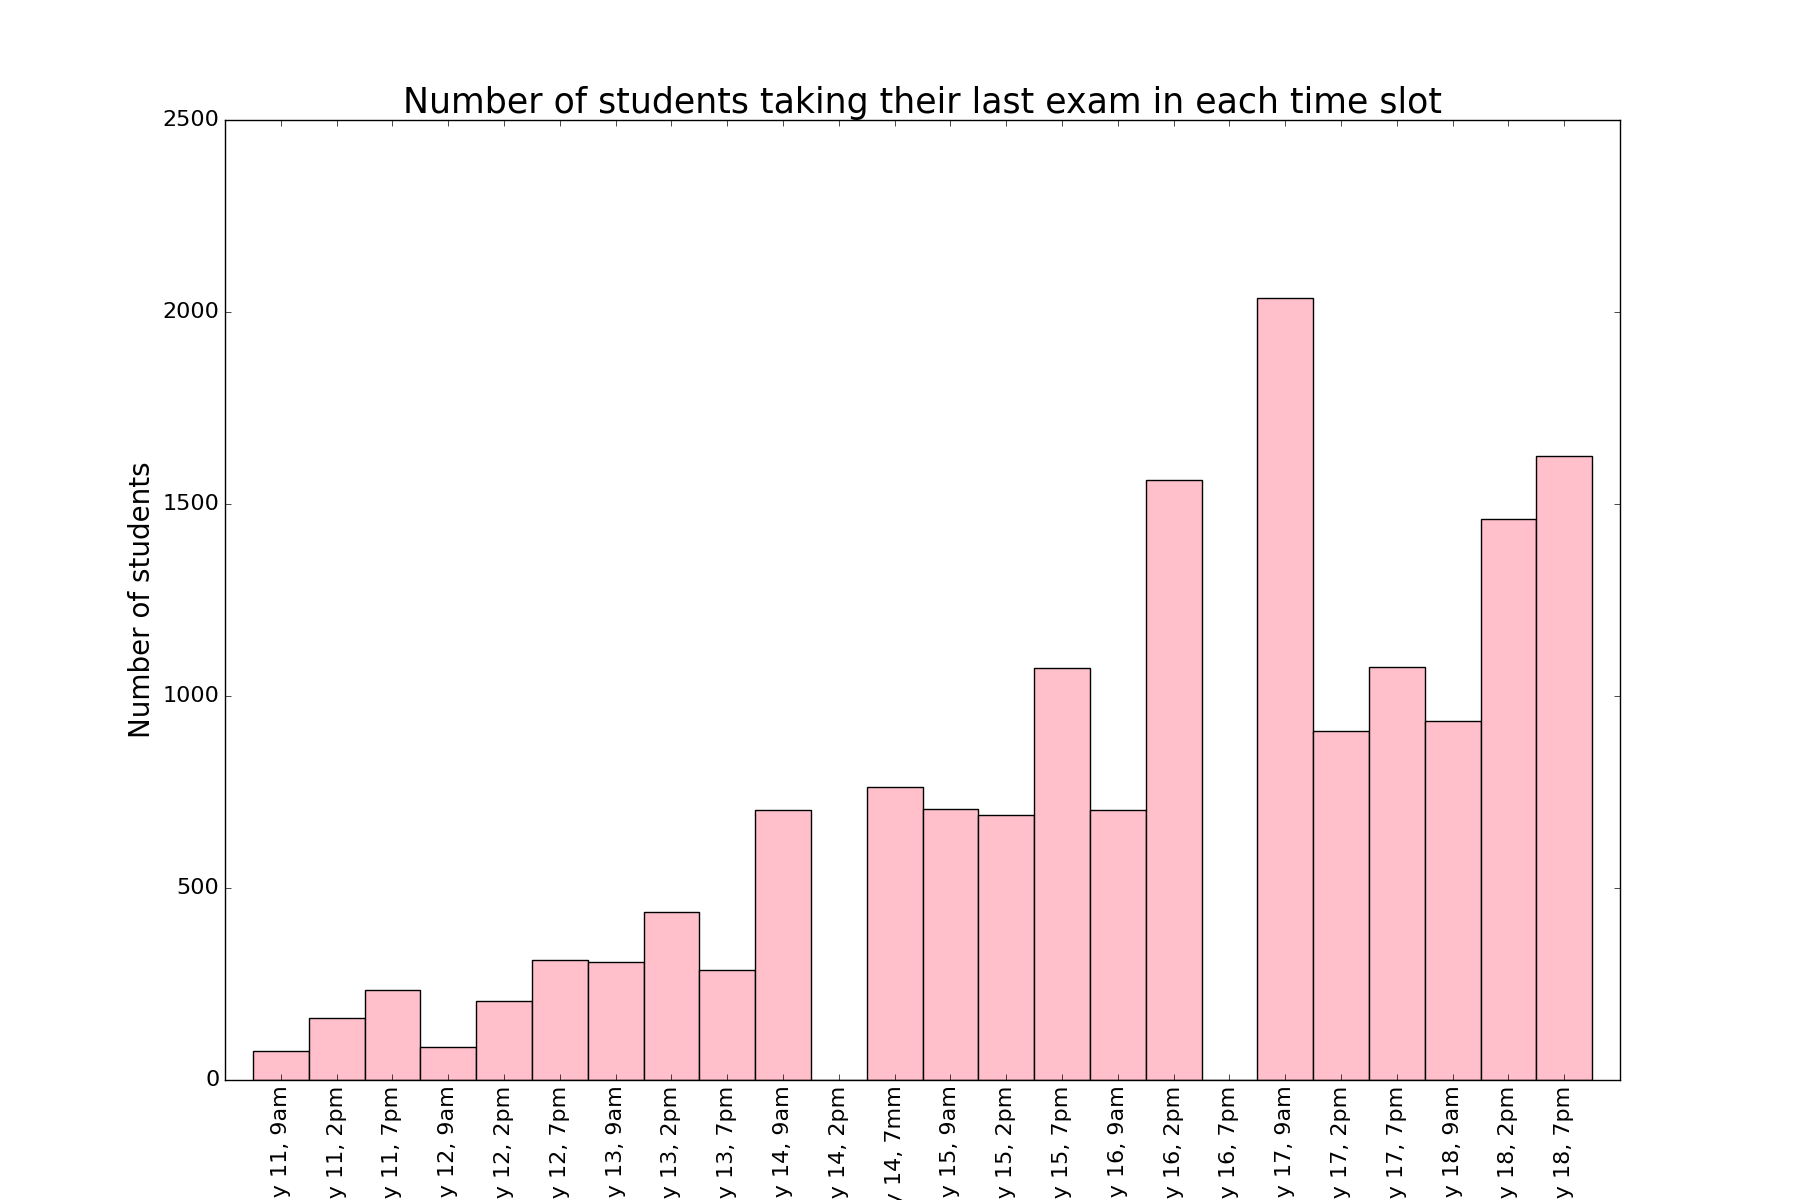 Number of students taking their last exam in each time slot
Number of students
2500
2000
1500
1000
500
0
y 11, 9am
y 11, 2pm
y 11, 7pm
y 12, 9am
y 12, 2pm
y 12, 7pm
y 13, 9am
y 13, 2pm
y 13, 7pm
y 14, 9am
y 14, 2pm
y 14, 7mm
y 15, 9am
y 15, 2pm
y 15, 7pm
y 16, 9am
y 16, 2pm
y 16, 7pm
y 17, 9am
y 17, 2pm
y 17, 7pm
y 18, 9am
y 18, 2pm
y 18, 7pm